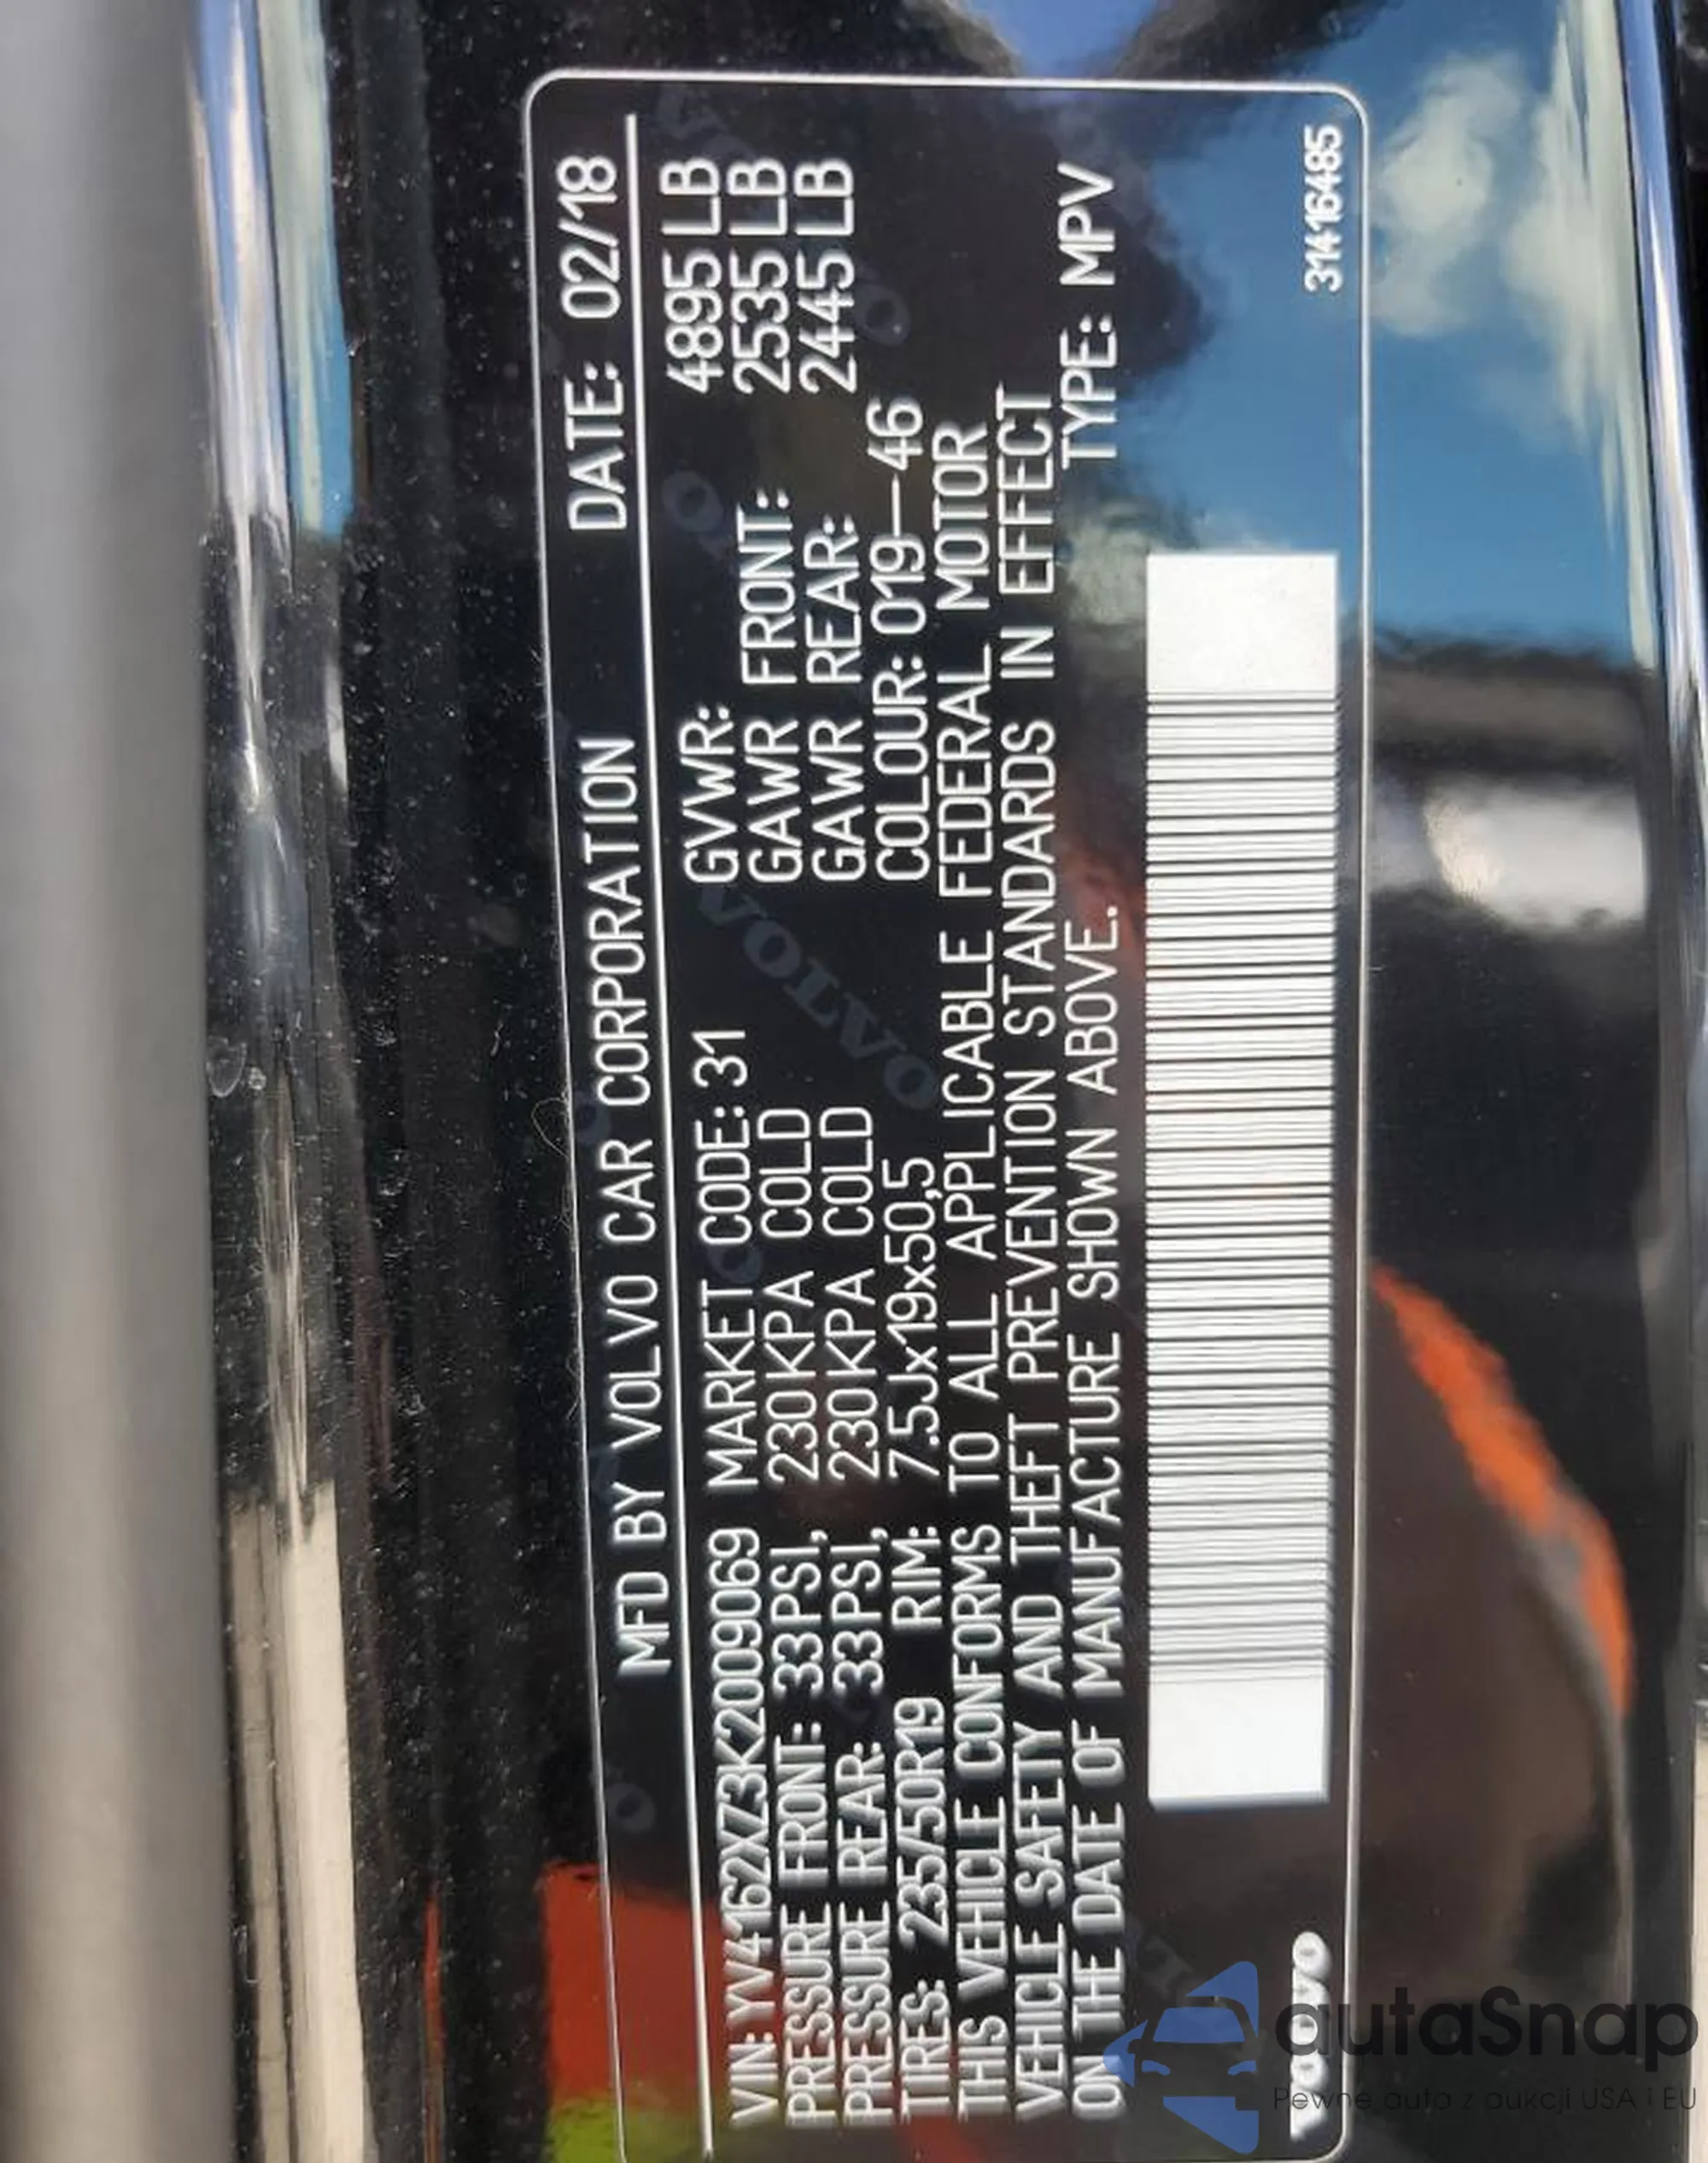 MFD BY VOLVO CAR CORPORATION DATE: 02/18
VIN: YV4162XZ3K2009069 MARKET CODE: 31 GVWR: 4895 LB
PRESSURE FRONT: 33PSI, 230KPA COLD GAWR FRONT: 2535 LB
PRESSURE REAR: 33PSI, 230KPA COLD GAWR REAR: 2445 LB
TIRES: 235/50R19 RIM: 7.5Jx19x50,5 COLOUR: 019—46
THIS VEHICLE CONFORMS TO ALL APPLICABLE FEDERAL MOTOR
VEHICLE SAFETY AND THEFT PREVENTION STANDARDS IN EFFECT
ON THE DATE OF MANUFACTURE SHOWN ABOVE. TYPE: MPV
VOLVO 31416485
autaSnap
Pewne auto z aukcji USA i EU